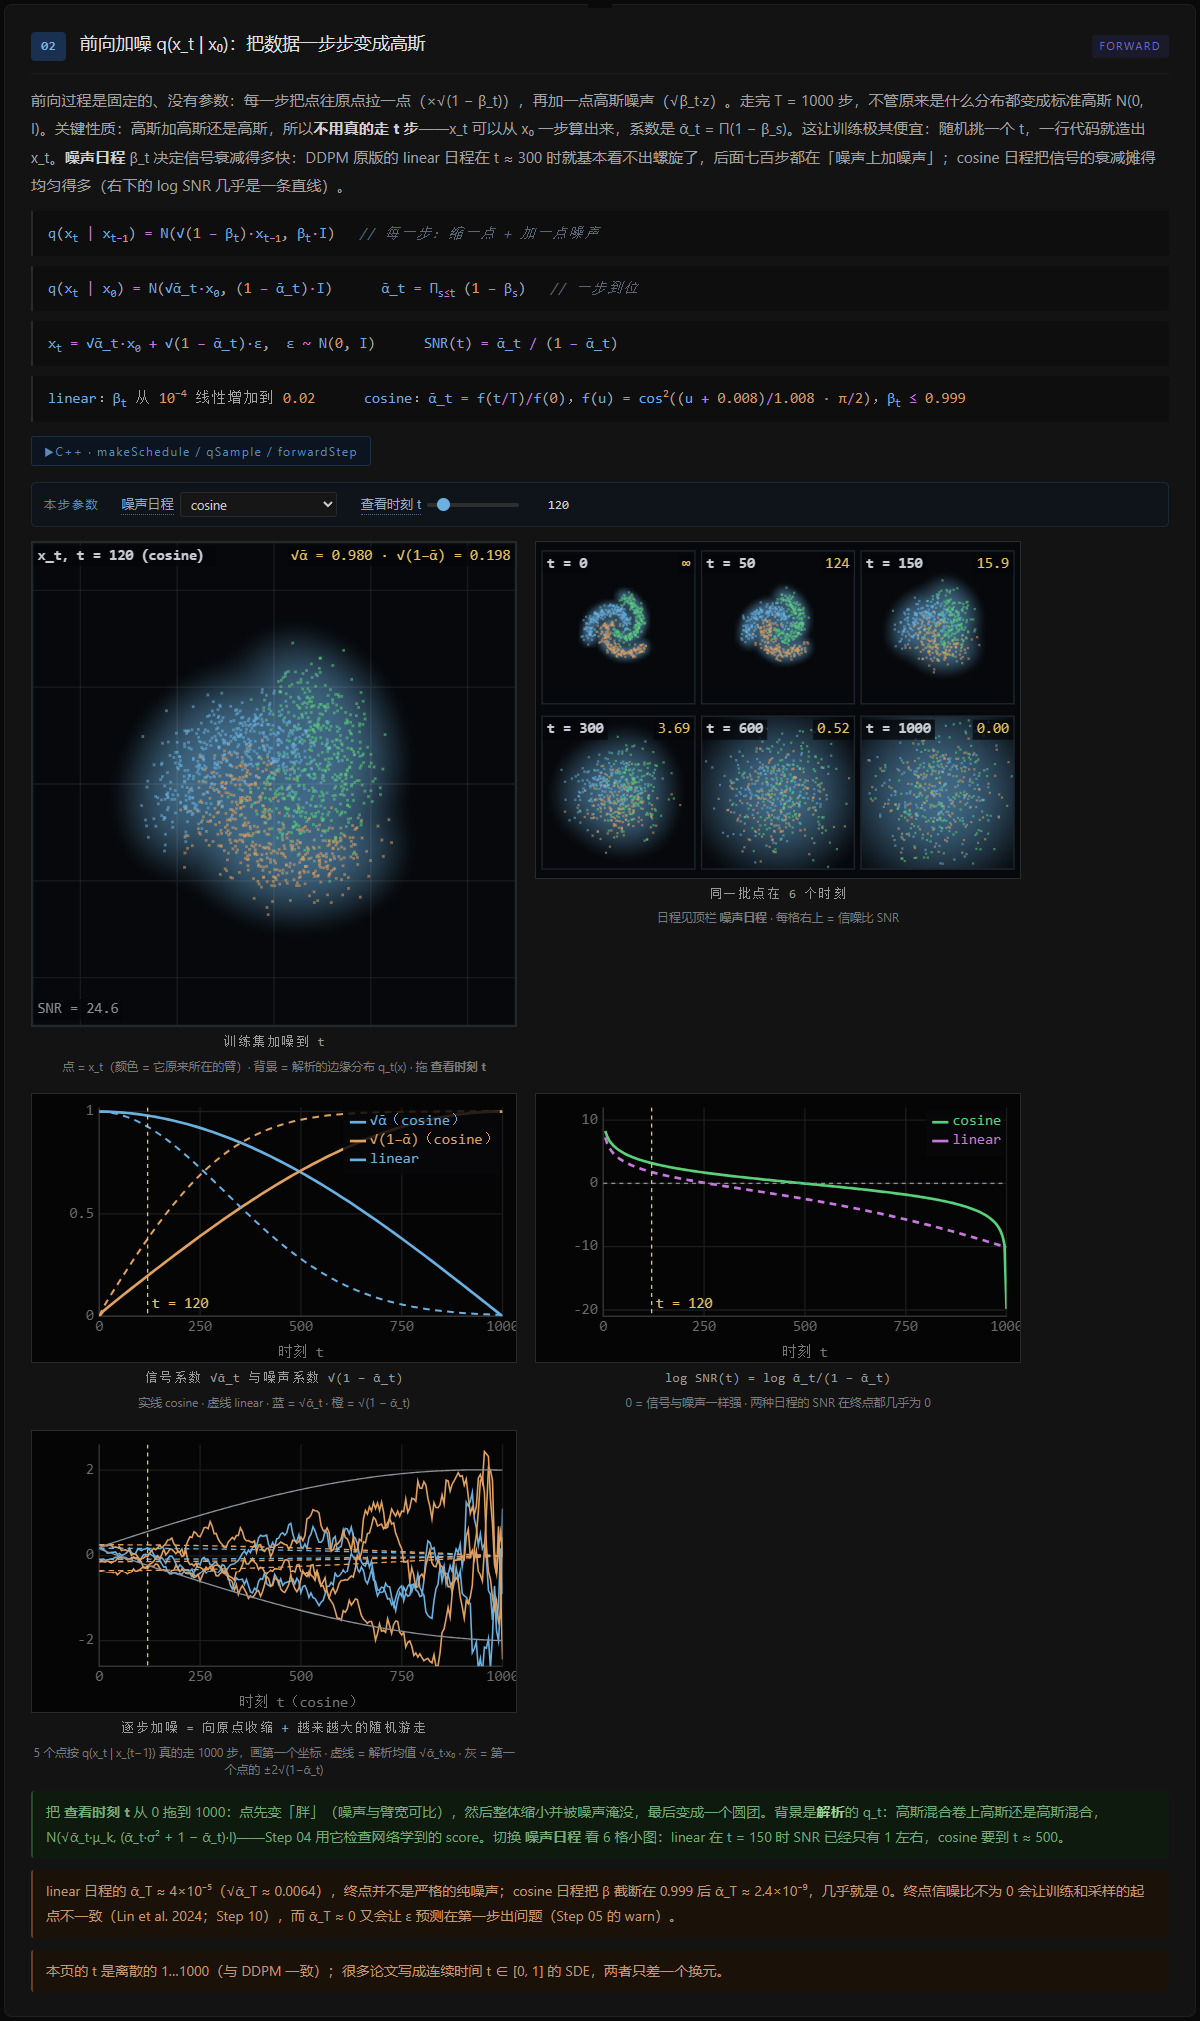 02 前向加噪 q(x_t | x₀)：把数据一步步变成高斯 FORWARD
前向过程是固定的、没有参数：每一步把点往原点拉一点（×√(1 − β_t)），再加一点高斯噪声（√β_t·z）。走完 T = 1000 步，不管原来是什么分布都变成标准高斯 N(0,
I)。关键性质：高斯加高斯还是高斯，所以不用真的走 t 步——x_t 可以从 x₀ 一步算出来，系数是 ᾱ_t = Π(1 − β_s)。这让训练极其便宜：随机挑一个 t，一行代码就造出
x_t。噪声日程 β_t 决定信号衰减得多快：DDPM 原版的 linear 日程在 t ≈ 300 时就基本看不出螺旋了，后面七百步都在「噪声上加噪声」；cosine 日程把信号的衰减摊得
均匀得多（右下的 log SNR 几乎是一条直线）。
q(xt | xt−1) = N(√(1 − βt)·xt−1, βt·I) // 每一步: 缩一点 + 加一点噪声
q(xt | x0) = N(√ᾱ_t·x0, (1 − ᾱ_t)·I) ᾱ_t = Πs≤t (1 − βs) // 一步到位
xt = √ᾱ_t·x0 + √(1 − ᾱ_t)·ε, ε ~ N(0, I) SNR(t) = ᾱ_t / (1 − ᾱ_t)
linear：βt 从 10⁻⁴ 线性增加到 0.02 cosine：ᾱ_t = f(t/T)/f(0)，f(u) = cos²((u + 0.008)/1.008 · π/2)，βt ≤ 0.999
▶C++ · makeSchedule / qSample / forwardStep
本步参数 噪声日程 cosine 查看时刻 t 120
x_t, t = 120 (cosine) √ᾱ = 0.980 · √(1−ᾱ) = 0.198
SNR = 24.6
训练集加噪到 t
点 = x_t（颜色 = 它原来所在的臂）· 背景 = 解析的边缘分布 q_t(x) · 拖 查看时刻 t
t = 0 ∞
t = 50 124
t = 150 15.9
t = 300 3.69
t = 600 0.52
t = 1000 0.00
同一批点在 6 个时刻
日程见顶栏 噪声日程 · 每格右上 = 信噪比 SNR
1
0.5
0
√ᾱ（cosine）
√(1−ᾱ)（cosine）
linear
t = 120
0 250 500 750 1000
时刻 t
信号系数 √ᾱ_t 与噪声系数 √(1 − ᾱ_t)
实线 cosine · 虚线 linear · 蓝 = √ᾱ_t · 橙 = √(1 − ᾱ_t)
10
0
-10
-20
cosine
linear
t = 120
0 250 500 750 1000
时刻 t
log SNR(t) = log ᾱ_t/(1 − ᾱ_t)
0 = 信号与噪声一样强 · 两种日程的 SNR 在终点都几乎为 0
2
0
-2
0 250 500 750 1000
时刻 t（cosine）
逐步加噪 = 向原点收缩 + 越来越大的随机游走
5 个点按 q(x_t | x_{t−1}) 真的走 1000 步，画第一个坐标 · 虚线 = 解析均值 √ᾱ_t·x₀ · 灰 = 第一
个点的 ±2√(1−ᾱ_t)
把 查看时刻 t 从 0 拖到 1000：点先变「胖」（噪声与臂宽可比），然后整体缩小并被噪声淹没，最后变成一个圆团。背景是解析的 q_t：高斯混合卷上高斯还是高斯混合，
N(√ᾱ_t·μ_k, (ᾱ_t·σ² + 1 − ᾱ_t)·I)——Step 04 用它检查网络学到的 score。切换 噪声日程 看 6 格小图：linear 在 t = 150 时 SNR 已经只有 1 左右，cosine 要到 t ≈ 500。
linear 日程的 ᾱ_T ≈ 4×10⁻⁵（√ᾱ_T ≈ 0.0064），终点并不是严格的纯噪声；cosine 日程把 β 截断在 0.999 后 ᾱ_T ≈ 2.4×10⁻⁹，几乎就是 0。终点信噪比不为 0 会让训练和采样的起
点不一致（Lin et al. 2024；Step 10），而 ᾱ_T ≈ 0 又会让 ε 预测在第一步出问题（Step 05 的 warn）。
本页的 t 是离散的 1…1000（与 DDPM 一致）；很多论文写成连续时间 t ∈ [0, 1] 的 SDE，两者只差一个换元。